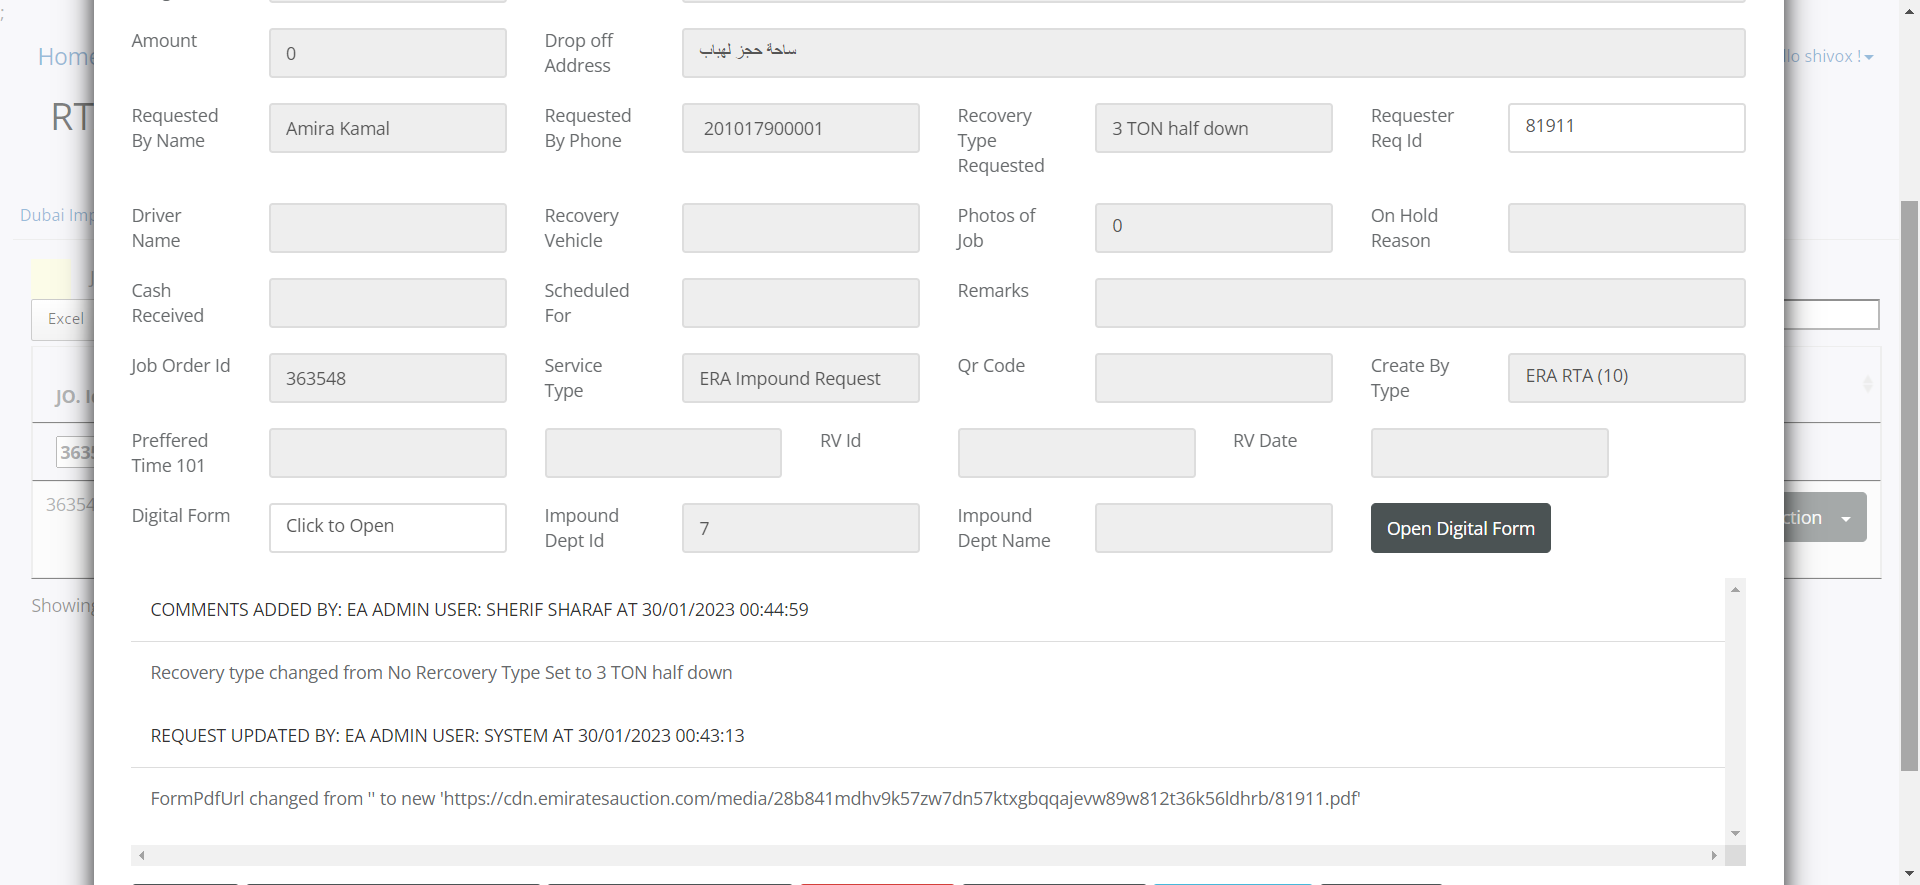 ;
Home
RT
llo shivox !
Amount
0
Drop off
Address
ساحة حجز لهباب
Requested
By Name
Amira Kamal
Requested
By Phone
201017900001
Recovery
Type
Requested
3 TON half down
Requester
Req Id
81911
Dubai Imp
Driver
Name
Recovery
Vehicle
Photos of
Job
0
On Hold
Reason
Excel
Cash
Received
Scheduled
For
Remarks
JO. I
Job Order Id
363548
Service
Type
ERA Impound Request
Qr Code
Create By
Type
ERA RTA (10)
363
Preffered
Time 101
RV Id
RV Date
36354
Digital Form
Click to Open
Impound
Dept Id
7
Impound
Dept Name
Open Digital Form
ction
Showing
COMMENTS ADDED BY: EA ADMIN USER: SHERIF SHARAF AT 30/01/2023 00:44:59
Recovery type changed from No Rercovery Type Set to 3 TON half down
REQUEST UPDATED BY: EA ADMIN USER: SYSTEM AT 30/01/2023 00:43:13
FormPdfUrl changed from '' to new 'https://cdn.emiratesauction.com/media/28b841mdhv9k57zw7dn57ktxgbqqajevw89w812t36k56ldhrb/81911.pdf'